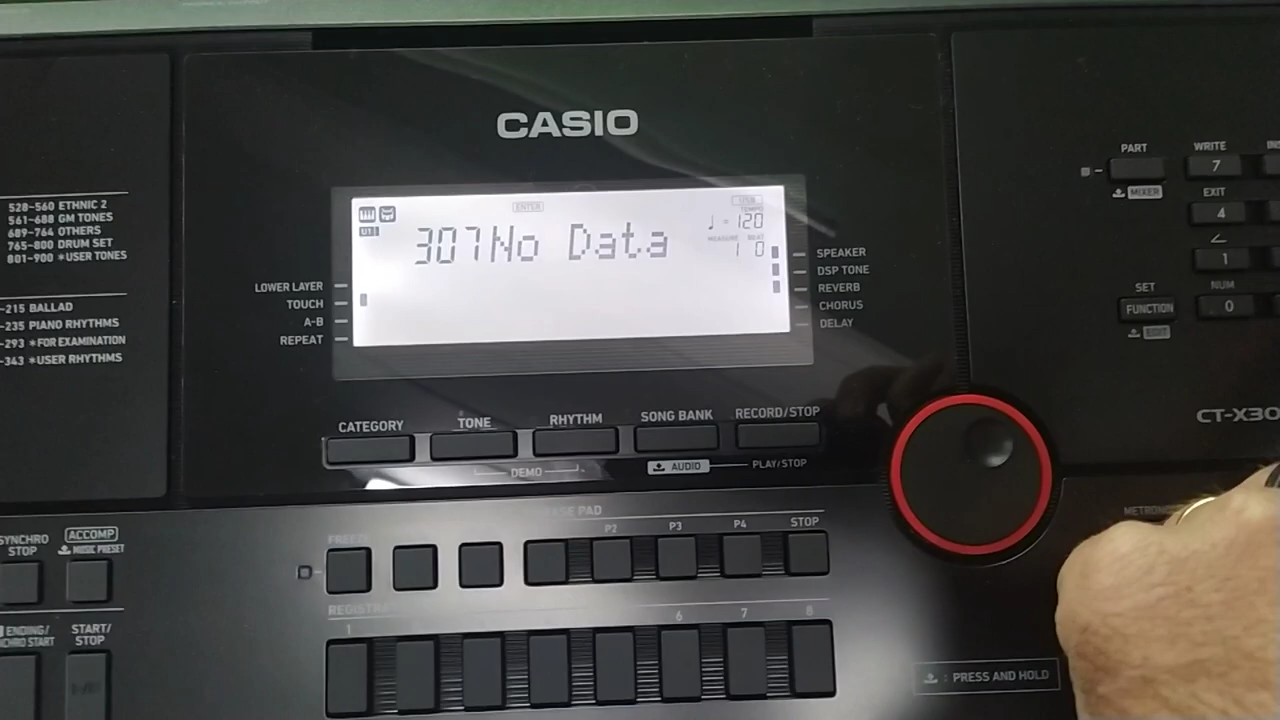 CASIO
528-560 ETHNIC 2
561-688 GM TONES
689-764 OTHERS
765-800 DRUM SET
801-900 *USER TONES
-215 BALLAD
-235 PIANO RHYTHMS
-293 *FOR EXAMINATION
-343 *USER RHYTHMS
LOWER LAYER
TOUCH
A-B
REPEAT
ENTER
USB
TEMPO
♩ = 120
MEASURE BEAT
1 0
307No Data
SPEAKER
DSP TONE
REVERB
CHORUS
DELAY
PART
MIXER
WRITE
7
EXIT
4
1
SET
FUNCTION
EDIT
NUM
0
CT-X30
CATEGORY
TONE
RHYTHM
SONG BANK
RECORD/STOP
DEMO
AUDIO
PLAY/STOP
SYNCHRO
STOP
ACCOMP
MUSIC PRESET
P2
P3
P4
STOP
1
6
7
8
ENDING/
START/
STOP
: PRESS AND HOLD